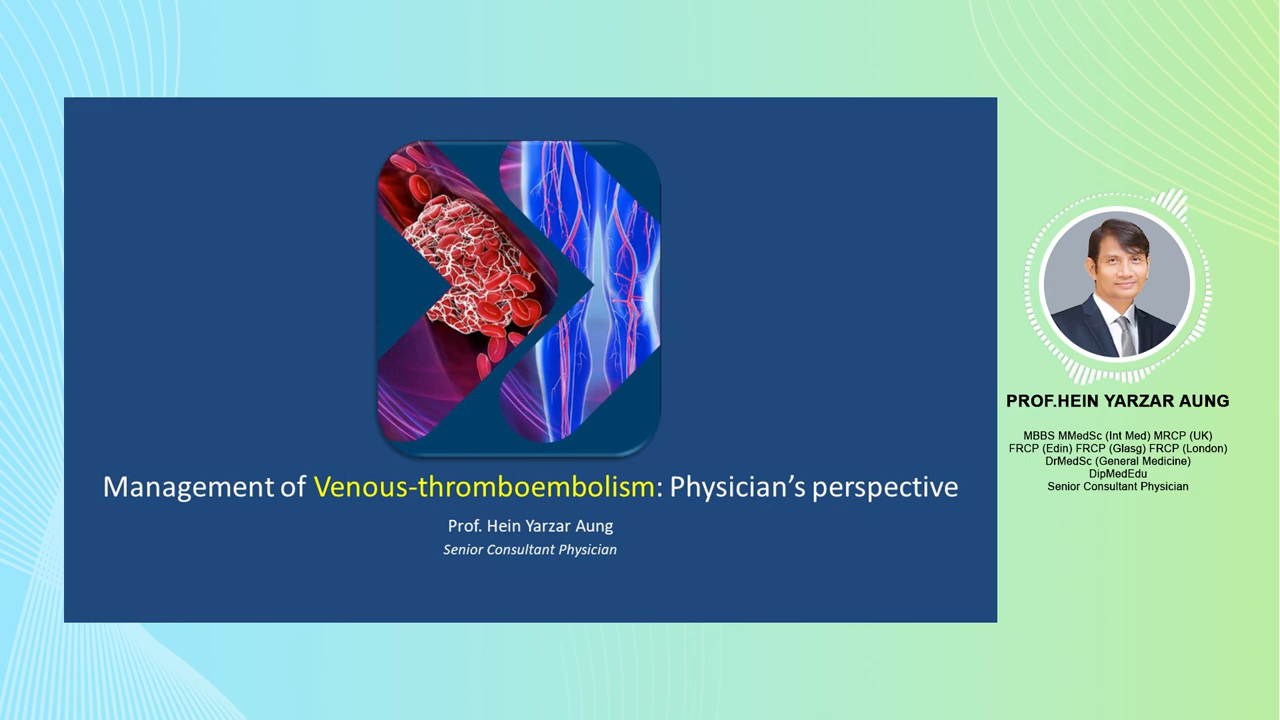 Management of Venous-thromboembolism: Physician’s perspective
Prof. Hein Yarzar Aung
Senior Consultant Physician
PROF.HEIN YARZAR AUNG
MBBS MMedSc (Int Med) MRCP (UK)
FRCP (Edin) FRCP (Glasg) FRCP (London)
DrMedSc (General Medicine)
DipMedEdu
Senior Consultant Physician